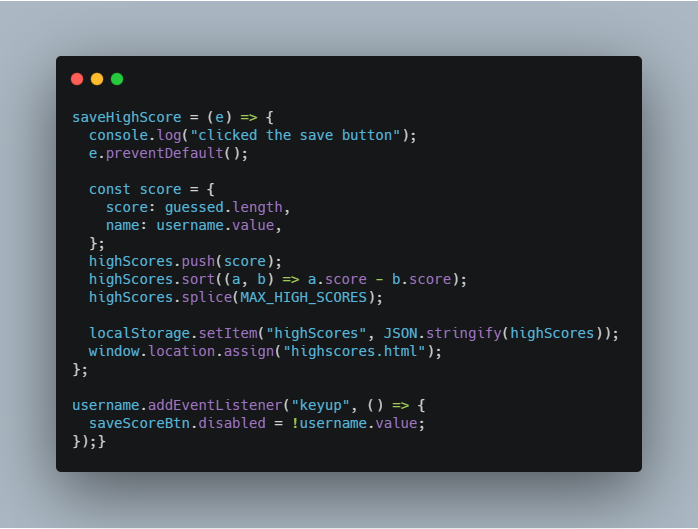 saveHighScore = (e) => {
  console.log("clicked the save button");
  e.preventDefault();

  const score = {
    score: guessed.length,
    name: username.value,
  };
  highScores.push(score);
  highScores.sort((a, b) => a.score - b.score);
  highScores.splice(MAX_HIGH_SCORES);

  localStorage.setItem("highScores", JSON.stringify(highScores));
  window.location.assign("highscores.html");
};

username.addEventListener("keyup", () => {
  saveScoreBtn.disabled = !username.value;
});}